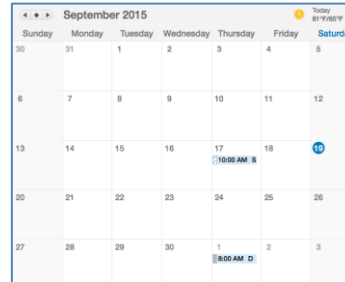 September 2015
Today
81°F/65°F
Sunday Monday Tuesday Wednesday Thursday Friday Saturd
30 31 1 2 3 4 5
6 7 8 9 10 11 12
13 14 15 16 17 18 19
10:00 AM S
20 21 22 23 24 25 26
27 28 29 30 1 2 3
8:00 AM D